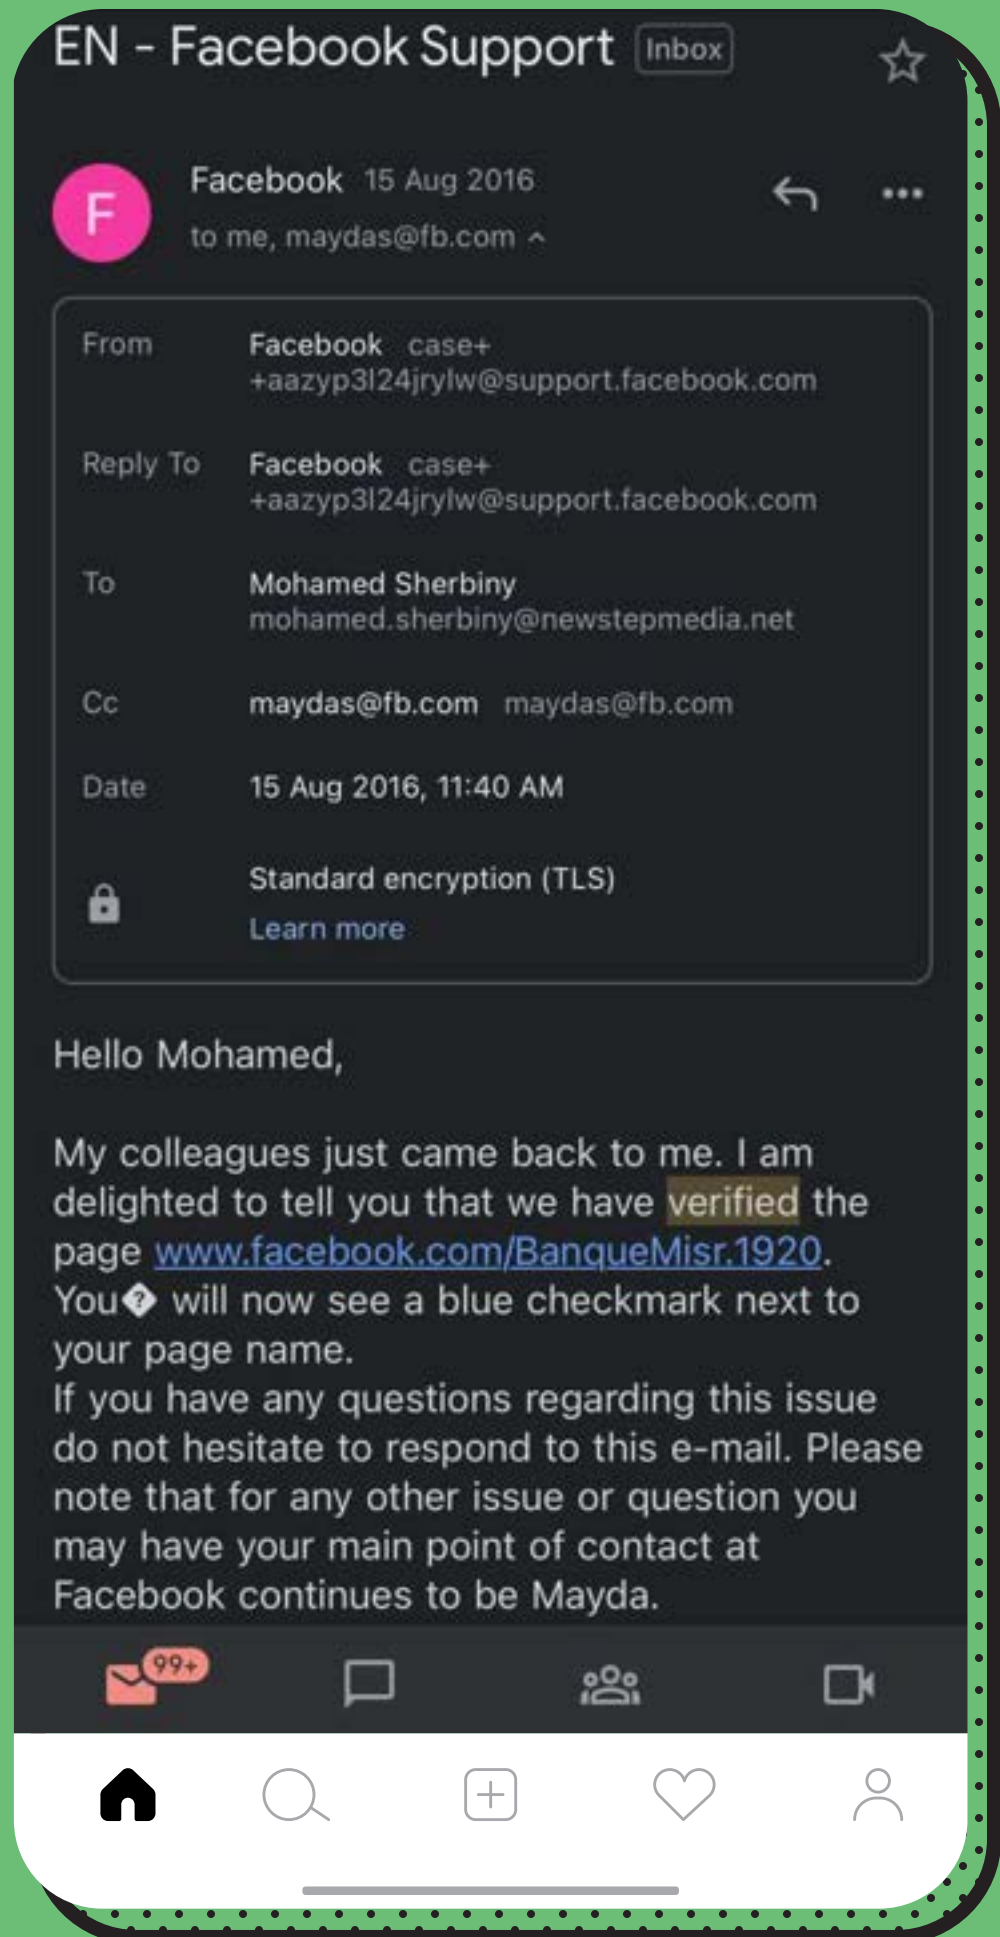 EN - Facebook Support Inbox
F
Facebook 15 Aug 2016
to me, maydas@fb.com
From Facebook case+
+aazyp3l24jrylw@support.facebook.com
Reply To Facebook case+
+aazyp3l24jrylw@support.facebook.com
To Mohamed Sherbiny
mohamed.sherbiny@newstepmedia.net
Cc maydas@fb.com maydas@fb.com
Date 15 Aug 2016, 11:40 AM
Standard encryption (TLS)
Learn more
Hello Mohamed,
My colleagues just came back to me. I am
delighted to tell you that we have verified the
page www.facebook.com/BanqueMisr.1920.
You� will now see a blue checkmark next to
your page name.
If you have any questions regarding this issue
do not hesitate to respond to this e-mail. Please
note that for any other issue or question you
may have your main point of contact at
Facebook continues to be Mayda.
99+